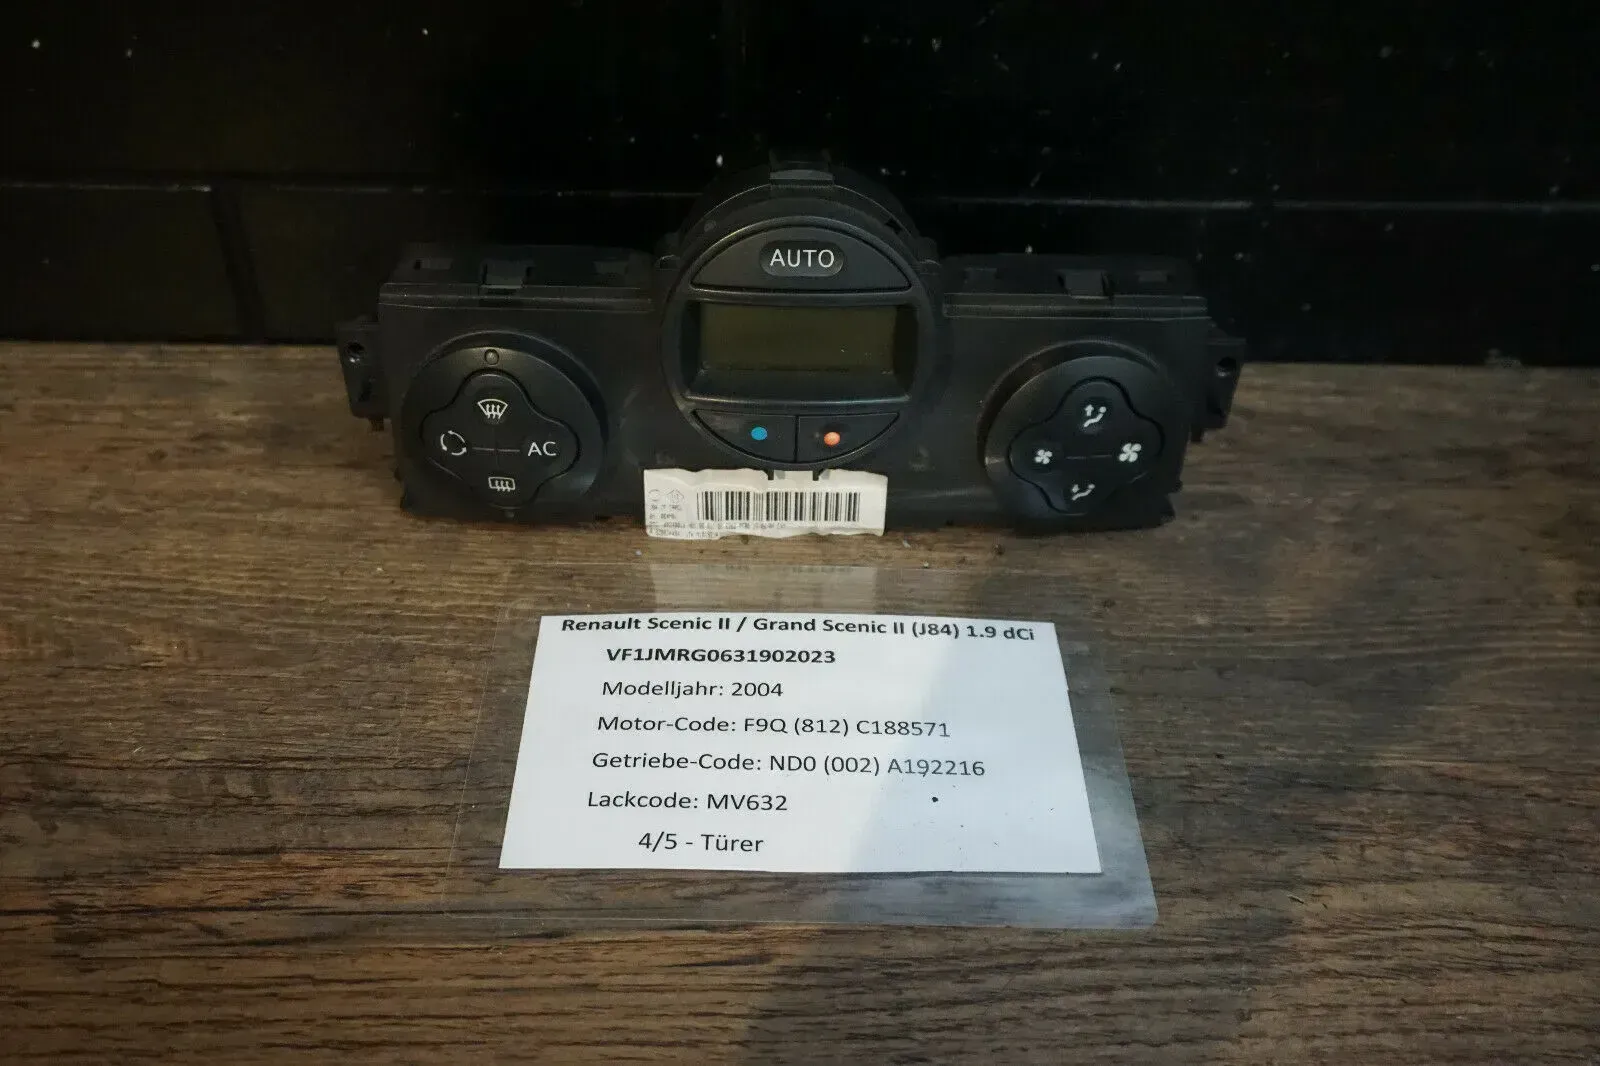 AUTO
AC
Renault Scenic II / Grand Scenic II (J84) 1.9 dCi
VF1JMRG0631902023
Modelljahr: 2004
Motor-Code: F9Q (812) C188571
Getriebe-Code: ND0 (002) A192216
Lackcode: MV632
4/5 - Türer